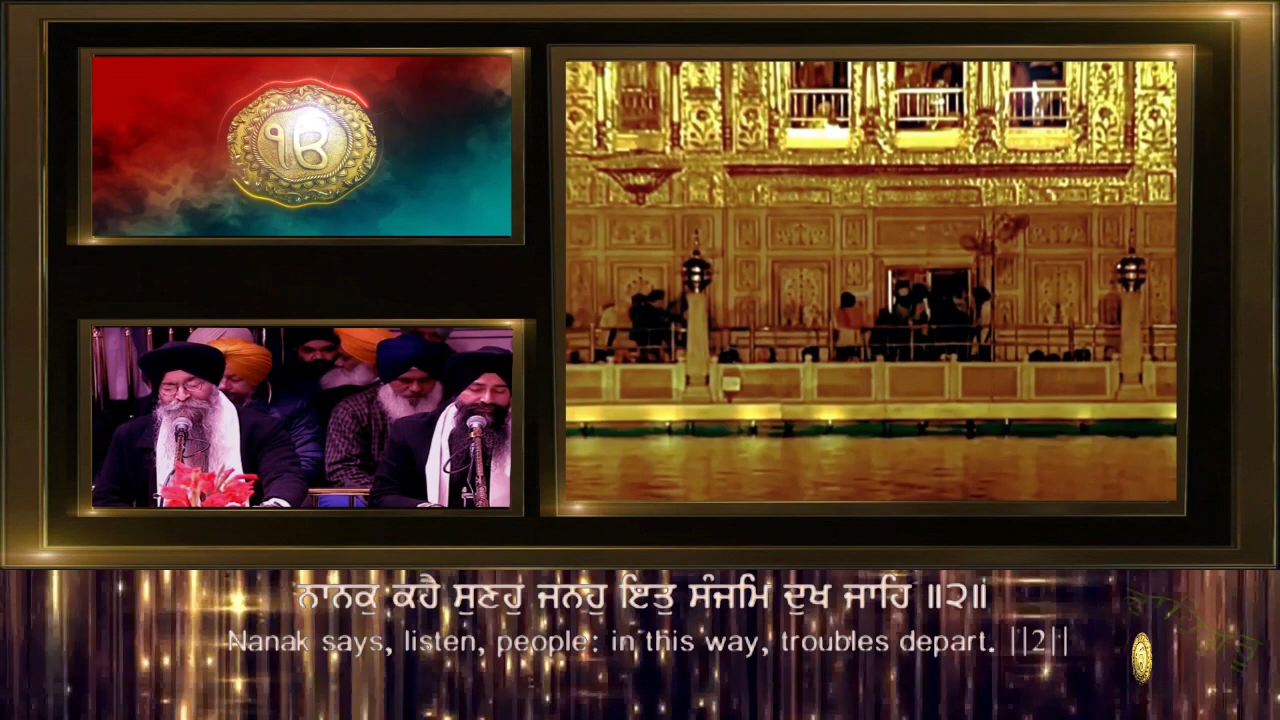 ੴ
ਨਾਨਕੁ ਕਹੈ ਸੁਣਹੁ ਜਨਹੁ ਇਤੁ ਸੰਜਮਿ ਦੁਖ ਜਾਹਿ ॥੨॥
Nanak says, listen, people: in this way, troubles depart. ||2||